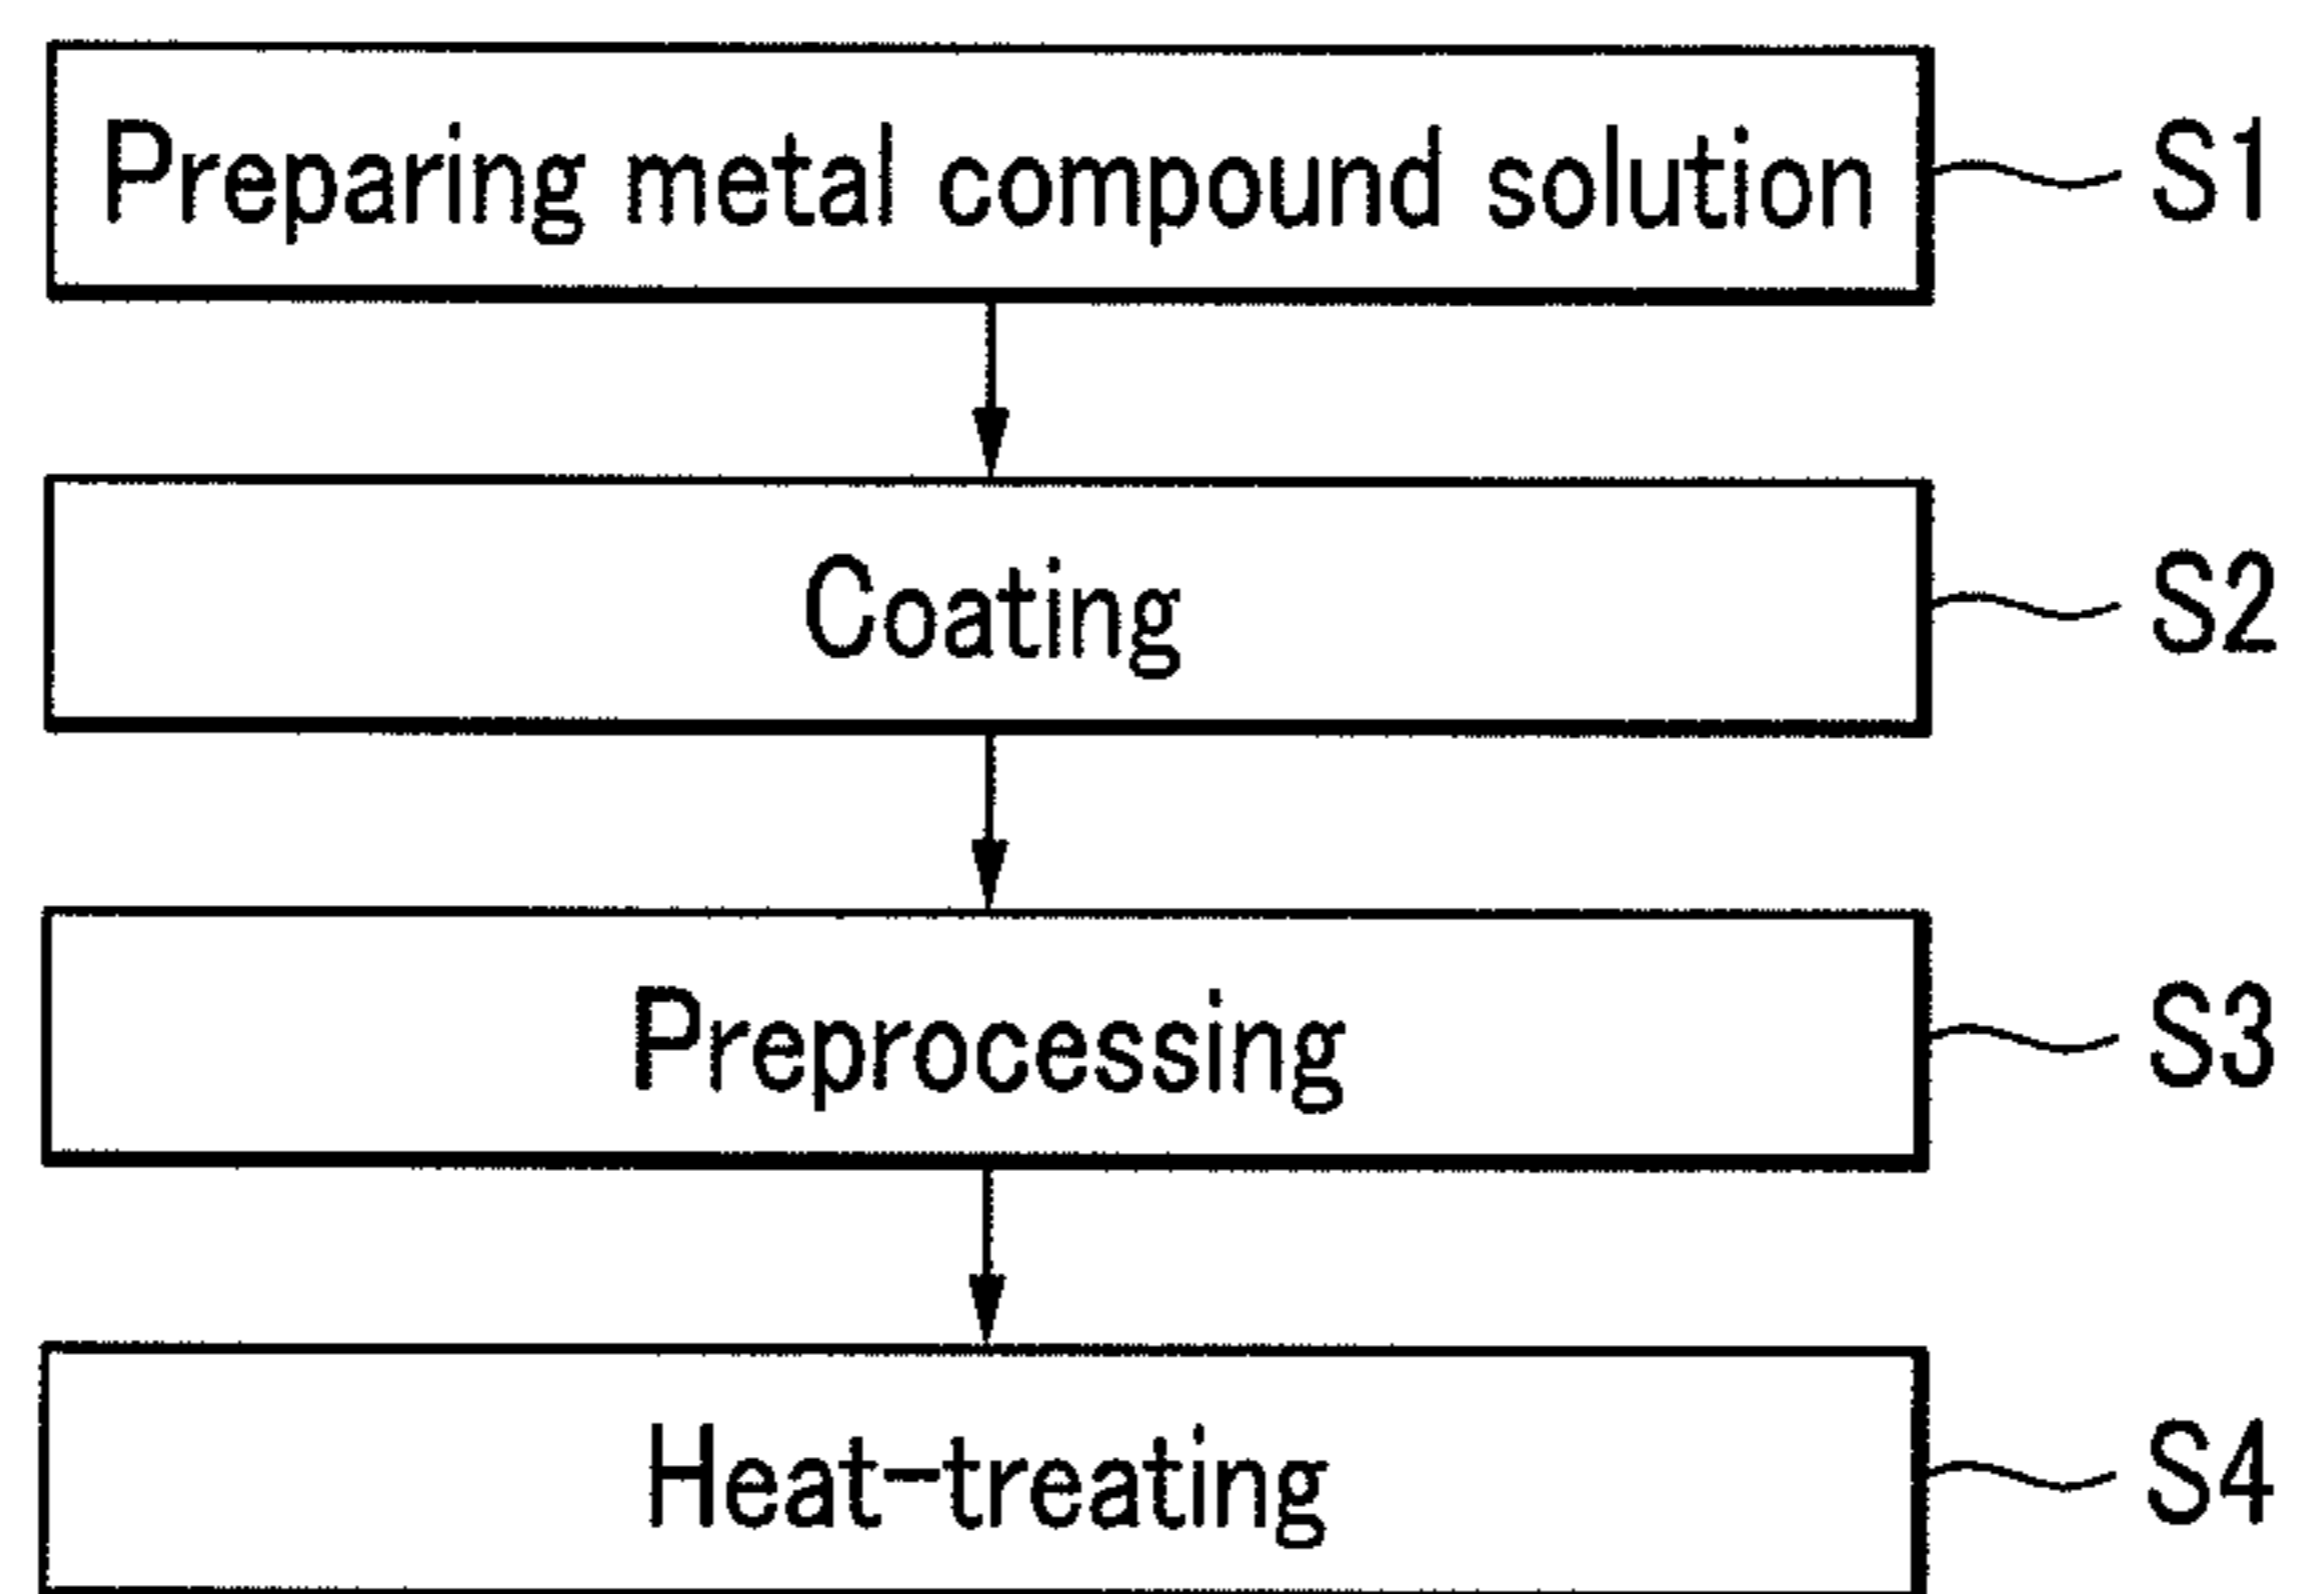 Preparing metal compound solution S1
Coating S2
Preprocessing S3
Heat-treating S4